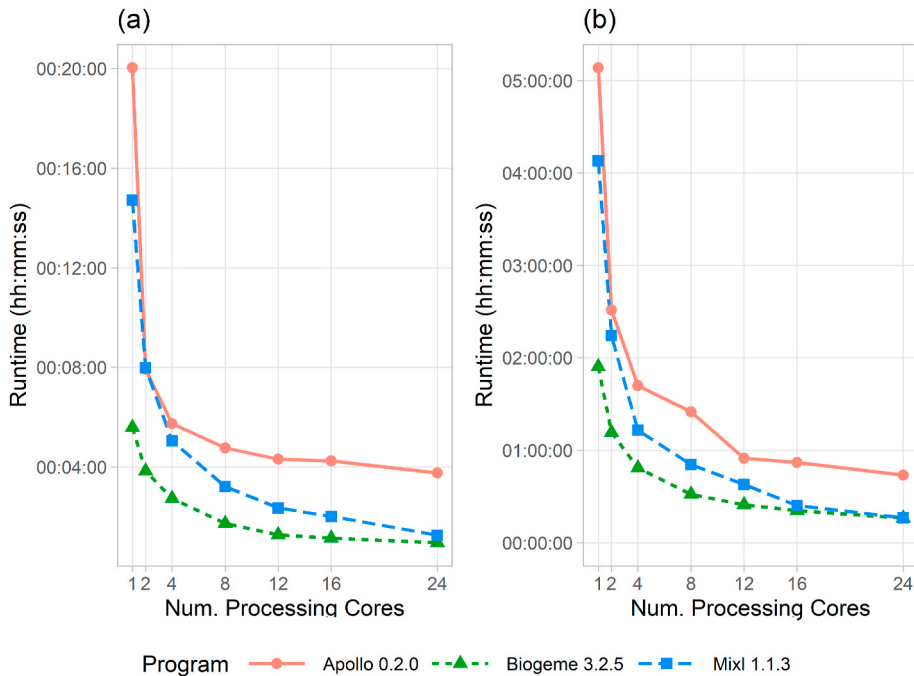 (a)
00:20:00
00:16:00
00:12:00
00:08:00
00:04:00
Runtime (hh:mm:ss)
1 2 4 8 12 16 24
Num. Processing Cores
(b)
05:00:00
04:00:00
03:00:00
02:00:00
01:00:00
00:00:00
Runtime (hh:mm:ss)
1 2 4 8 12 16 24
Num. Processing Cores
Program Apollo 0.2.0 Biogeme 3.2.5 Mixl 1.1.3